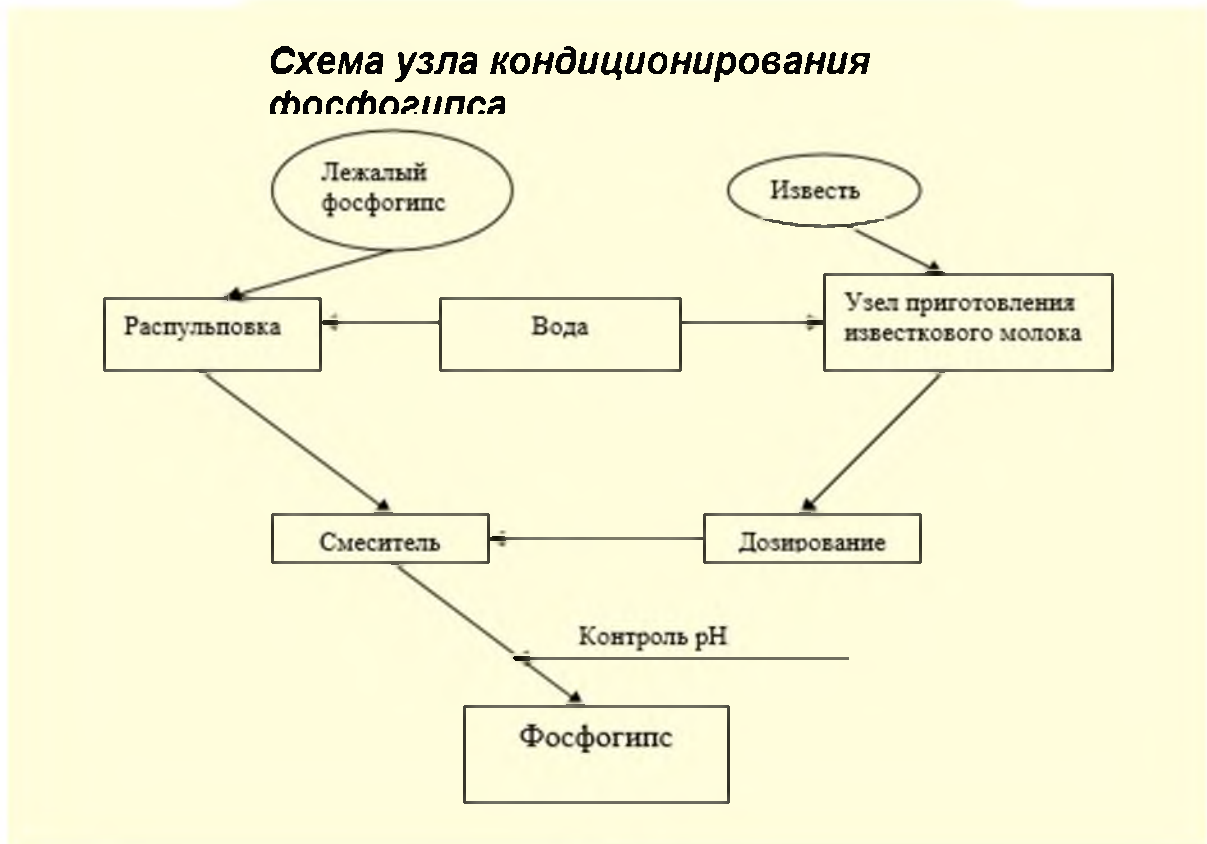 Схема узла кондиционирования
фосфогипса
Лежалый
фосфогипс
Известь
Распульповка
Вода
Узел приготовления
известкового молока
Смеситель
Дозирование
Контроль pH
Фосфогипс